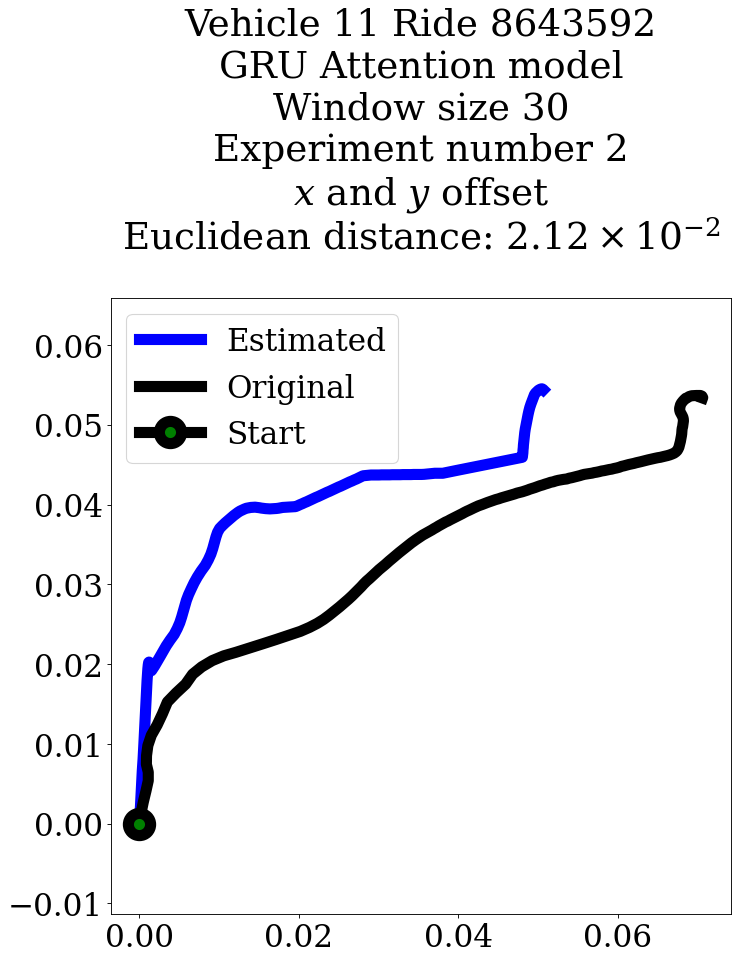 Vehicle 11 Ride 8643592
GRU Attention model
Window size 30
Experiment number 2
x and y offset
Euclidean distance: 2.12 × 10⁻²
Estimated
Original
Start
0.06
0.05
0.04
0.03
0.02
0.01
0.00
−0.01
0.00 0.02 0.04 0.06